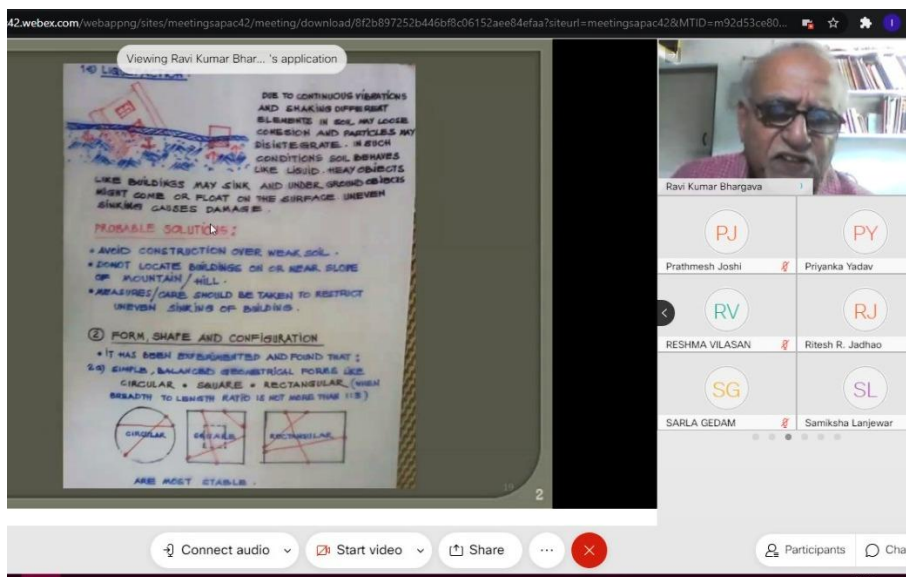 42.webex.com/webappng/sites/meetingsapac42/meeting/download/8f2b897252b446bf8c06152aee84efaa?siteurl=meetingsapac42&MTID=m92d53ce80...
Viewing Ravi Kumar Bhar... 's application
DUE TO CONTINUOUS VIBRATIONS
AND SHAKING DIFFERENT
ELEMENTS IN SOIL MAY LOOSE
COHESION AND PARTICLES MAY
DISINTEGRATE. IN SUCH
CONDITIONS SOIL BEHAVES
LIKE LIQUID. HEAY OBJECTS
LIKE BUILDINGS MAY SINK AND UNDER GROUND OBJECTS
MIGHT COME OR FLOAT ON THE SURFACE UNEVEN
SINKING CAUSES DAMAGE.
PROBABLE SOLUTIONS:
• AVOID CONSTRUCTION OVER WEAK SOIL.
• DONOT LOCATE BUILDINGS ON OR NEAR SLOPE
OF MOUNTAIN/HILL.
• MEASURES/CARE SHOULD BE TAKEN TO RESTRICT
UNEVEN SINKING OF BUILDING.
② FORM, SHAPE AND CONFIGURATION
• IT HAS BEEN EXPERIMENTED AND FOUND THAT:
2a) SIMPLE, BALANCED GEOMETRICAL FORMS LIKE
CIRCULAR • SQUARE • RECTANGULAR (WHEN
BREADTH TO LENGTH RATIO IS NOT MORE THAN 1:3)
CIRCULAR SQUARE RECTANGULAR
ARE MOST STABLE.
19 2
Ravi Kumar Bhargava
PJ PY
Prathmesh Joshi Priyanka Yadav
RV RJ
RESHMA VILASAN Ritesh R. Jadhao
SG SL
SARLA GEDAM Samiksha Lanjewar
Connect audio Start video Share Participants Cha